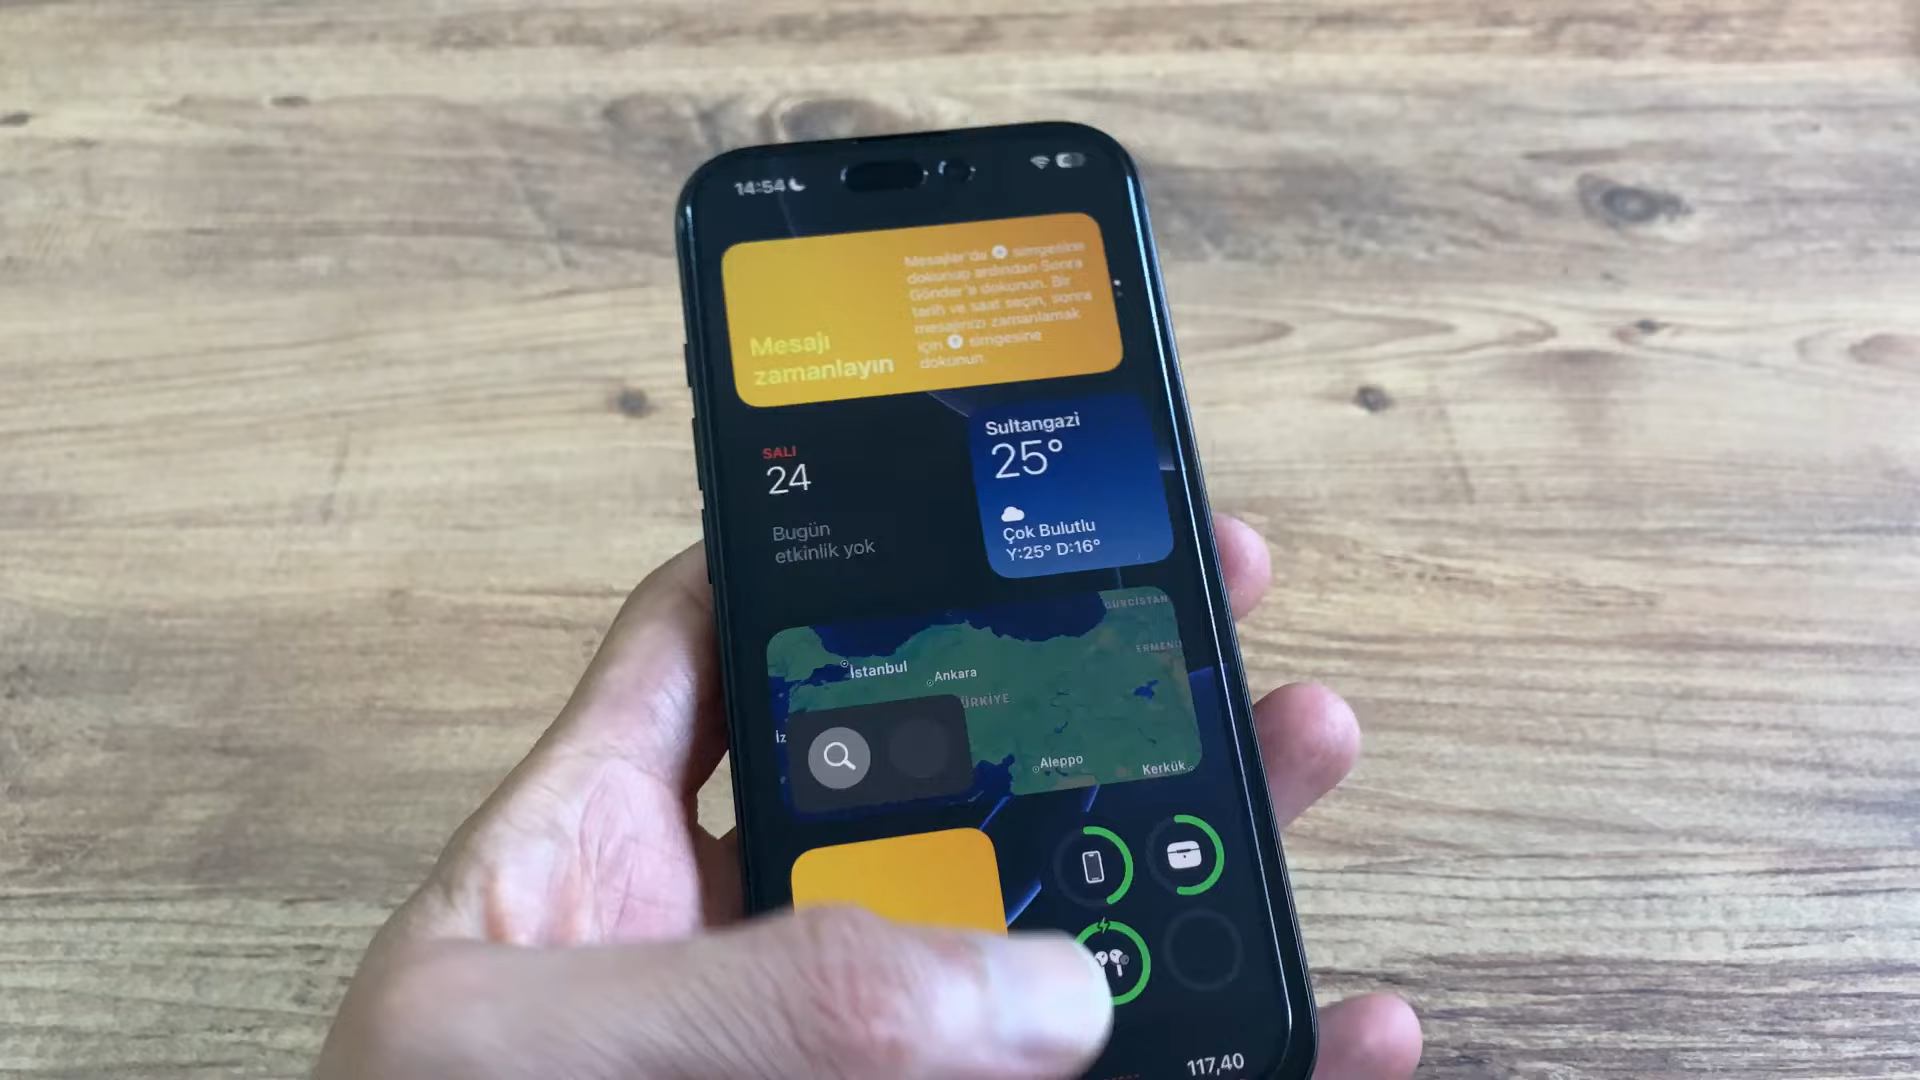 14:54
Mesajlar'da + simgesine
dokunup ardından Sonra
Gönder'e dokunun. Bir
tarih ve saat seçin, sonra
mesajınızı zamanlamak
için simgesine
dokunun.
Mesajı
zamanlayın
SALI
24
Bugün
etkinlik yok
Sultangazi
25°
Çok Bulutlu
Y:25° D:16°
GÜRCİSTAN
ERMENİ
İstanbul
Ankara
ÜRKİYE
İz
Aleppo
Kerkük
117,40